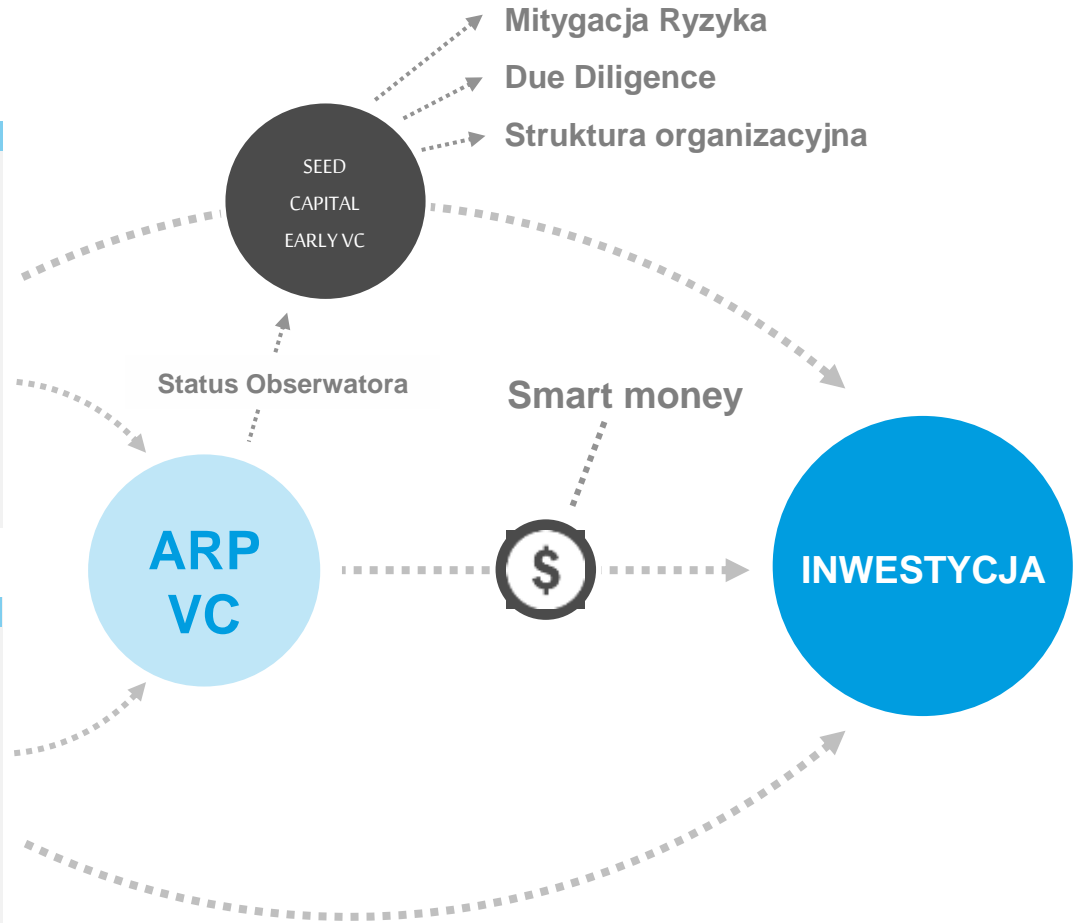 Mitygacja Ryzyka
Due Diligence
Struktura organizacyjna
SEED
CAPITAL
EARLY VC
Status Obserwatora
Smart money
ARP
VC
$
INWESTYCJA